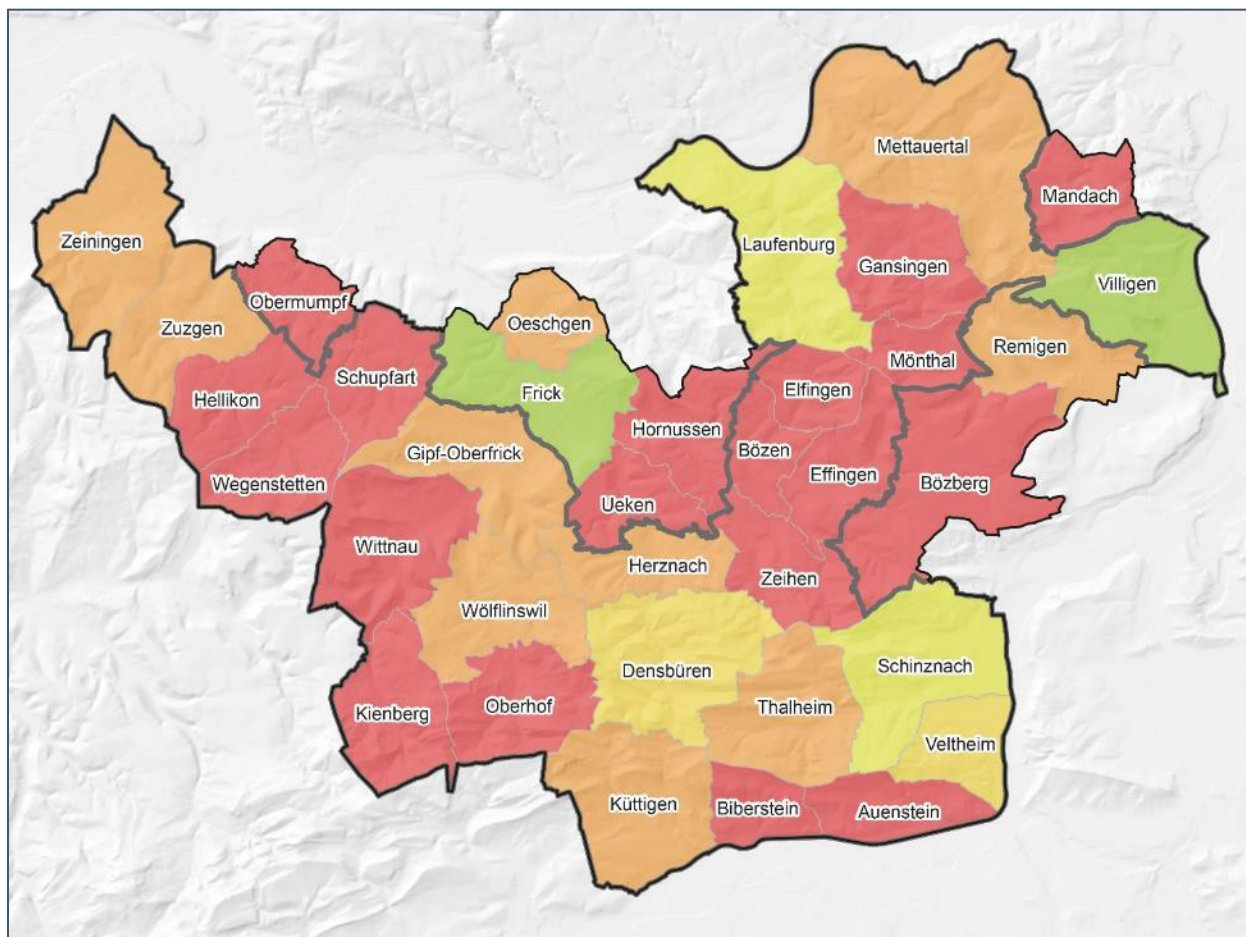 Mettauertal
Mandach
Zeiningen
Laufenburg
Gansingen
Villigen
Obermumpf
Zuzgen
Oeschgen
Remigen
Mönthal
Schupfart
Hellikon
Frick
Elfingen
Hornussen
Bözen
Gipf-Oberfrick
Effingen
Wegenstetten
Bözberg
Ueken
Wittnau
Herznach
Zeihen
Wölflinswil
Densbüren
Schinznach
Kienberg
Oberhof
Thalheim
Veltheim
Küttigen
Biberstein
Auenstein